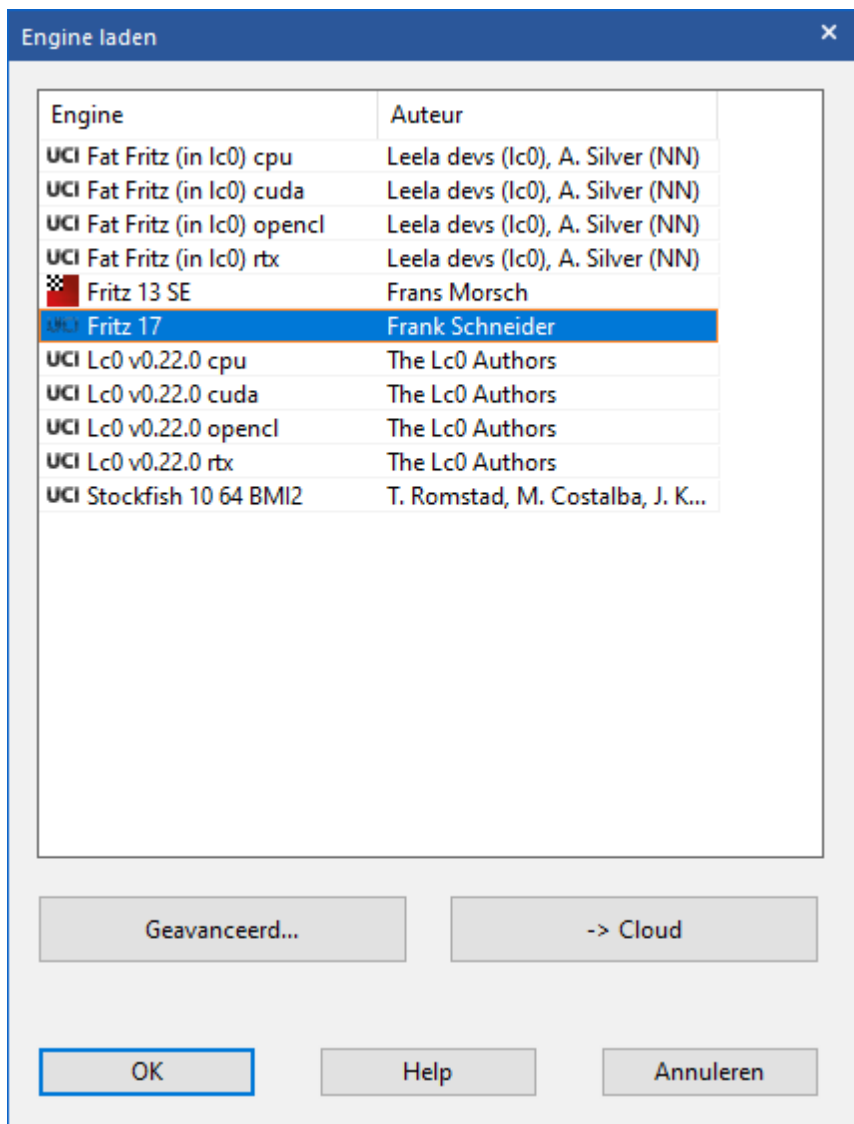 Engine laden
Engine Auteur
UCI Fat Fritz (in lc0) cpu Leela devs (lc0), A. Silver (NN)
UCI Fat Fritz (in lc0) cuda Leela devs (lc0), A. Silver (NN)
UCI Fat Fritz (in lc0) opencl Leela devs (lc0), A. Silver (NN)
UCI Fat Fritz (in lc0) rtx Leela devs (lc0), A. Silver (NN)
Fritz 13 SE Frans Morsch
UCI Fritz 17 Frank Schneider
UCI Lc0 v0.22.0 cpu The Lc0 Authors
UCI Lc0 v0.22.0 cuda The Lc0 Authors
UCI Lc0 v0.22.0 opencl The Lc0 Authors
UCI Lc0 v0.22.0 rtx The Lc0 Authors
UCI Stockfish 10 64 BMI2 T. Romstad, M. Costalba, J. K...
Geavanceerd... -> Cloud
OK Help Annuleren